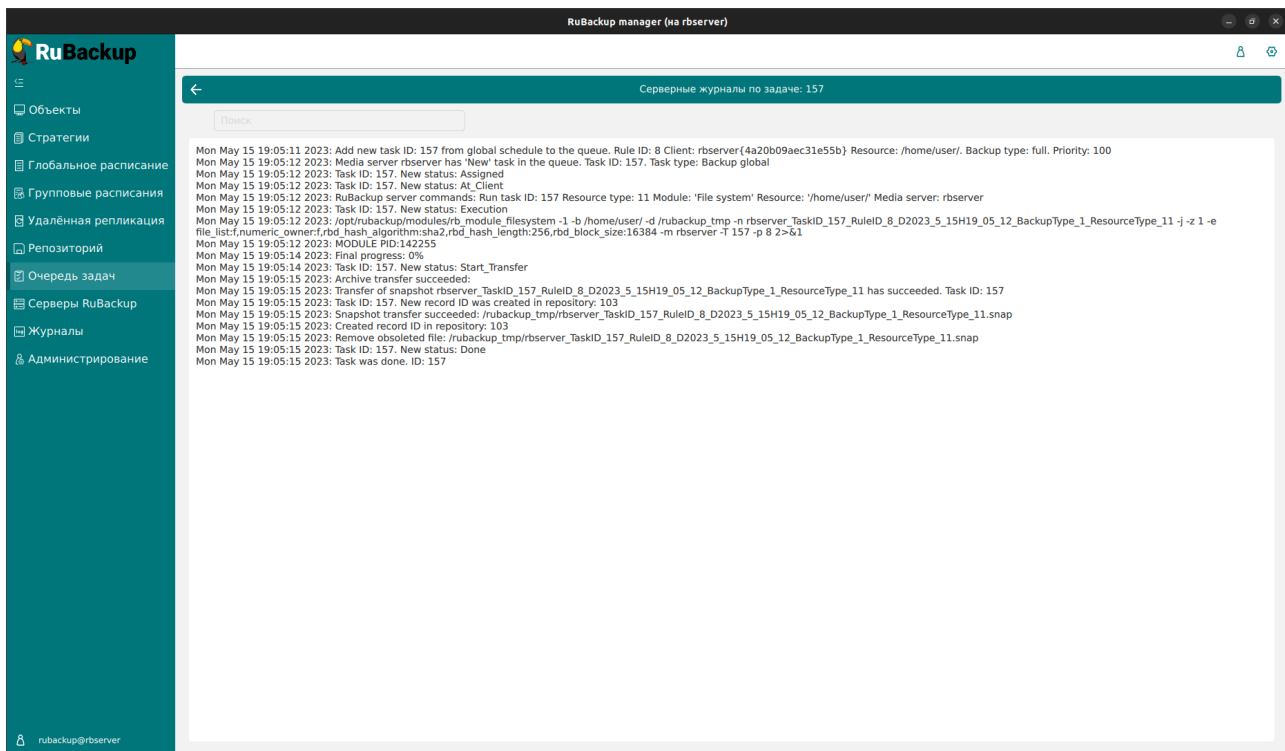 RuBackup manager (на rbserver)
RuBackup
Объекты
Стратегии
Глобальное расписание
Групповые расписания
Удалённая репликация
Репозиторий
Очередь задач
Серверы RuBackup
Журналы
Администрирование
rubackup@rbserver
Серверные журналы по задаче: 157
Поиск
Mon May 15 19:05:11 2023: Add new task ID: 157 from global schedule to the queue. Rule ID: 8 Client: rbserver{4a20b09aec31e55b} Resource: /home/user/. Backup type: full. Priority: 100
Mon May 15 19:05:12 2023: Media server rbserver has 'New' task in the queue. Task ID: 157. Task type: Backup global
Mon May 15 19:05:12 2023: Task ID: 157. New status: Assigned
Mon May 15 19:05:12 2023: Task ID: 157. New status: At_Client
Mon May 15 19:05:12 2023: RuBackup server commands: Run task ID: 157 Resource type: 11 Module: 'File system' Resource: '/home/user/' Media server: rbserver
Mon May 15 19:05:12 2023: Task ID: 157. New status: Execution
Mon May 15 19:05:12 2023: /opt/rubackup/modules/rb_module_filesystem -1 -b /home/user/ -d /rubackup_tmp -n rbserver_TaskID_157_RuleID_8_D2023_5_15H19_05_12_BackupType_1_ResourceType_11 -j -z 1 -e
file_list:f,numeric_owner:f,rbd_hash_algorithm:sha2,rbd_hash_length:256,rbd_block_size:16384 -m rbserver -T 157 -p 8 2>&1
Mon May 15 19:05:12 2023: MODULE PID:142255
Mon May 15 19:05:14 2023: Final progress: 0%
Mon May 15 19:05:14 2023: Task ID: 157. New status: Start_Transfer
Mon May 15 19:05:15 2023: Archive transfer succeeded:
Mon May 15 19:05:15 2023: Transfer of snapshot rbserver_TaskID_157_RuleID_8_D2023_5_15H19_05_12_BackupType_1_ResourceType_11 has succeeded. Task ID: 157
Mon May 15 19:05:15 2023: Task ID: 157. New record ID was created in repository: 103
Mon May 15 19:05:15 2023: Snapshot transfer succeeded: /rubackup_tmp/rbserver_TaskID_157_RuleID_8_D2023_5_15H19_05_12_BackupType_1_ResourceType_11.snap
Mon May 15 19:05:15 2023: Created record ID in repository: 103
Mon May 15 19:05:15 2023: Remove obsoleted file: /rubackup_tmp/rbserver_TaskID_157_RuleID_8_D2023_5_15H19_05_12_BackupType_1_ResourceType_11.snap
Mon May 15 19:05:15 2023: Task ID: 157. New status: Done
Mon May 15 19:05:15 2023: Task was done. ID: 157